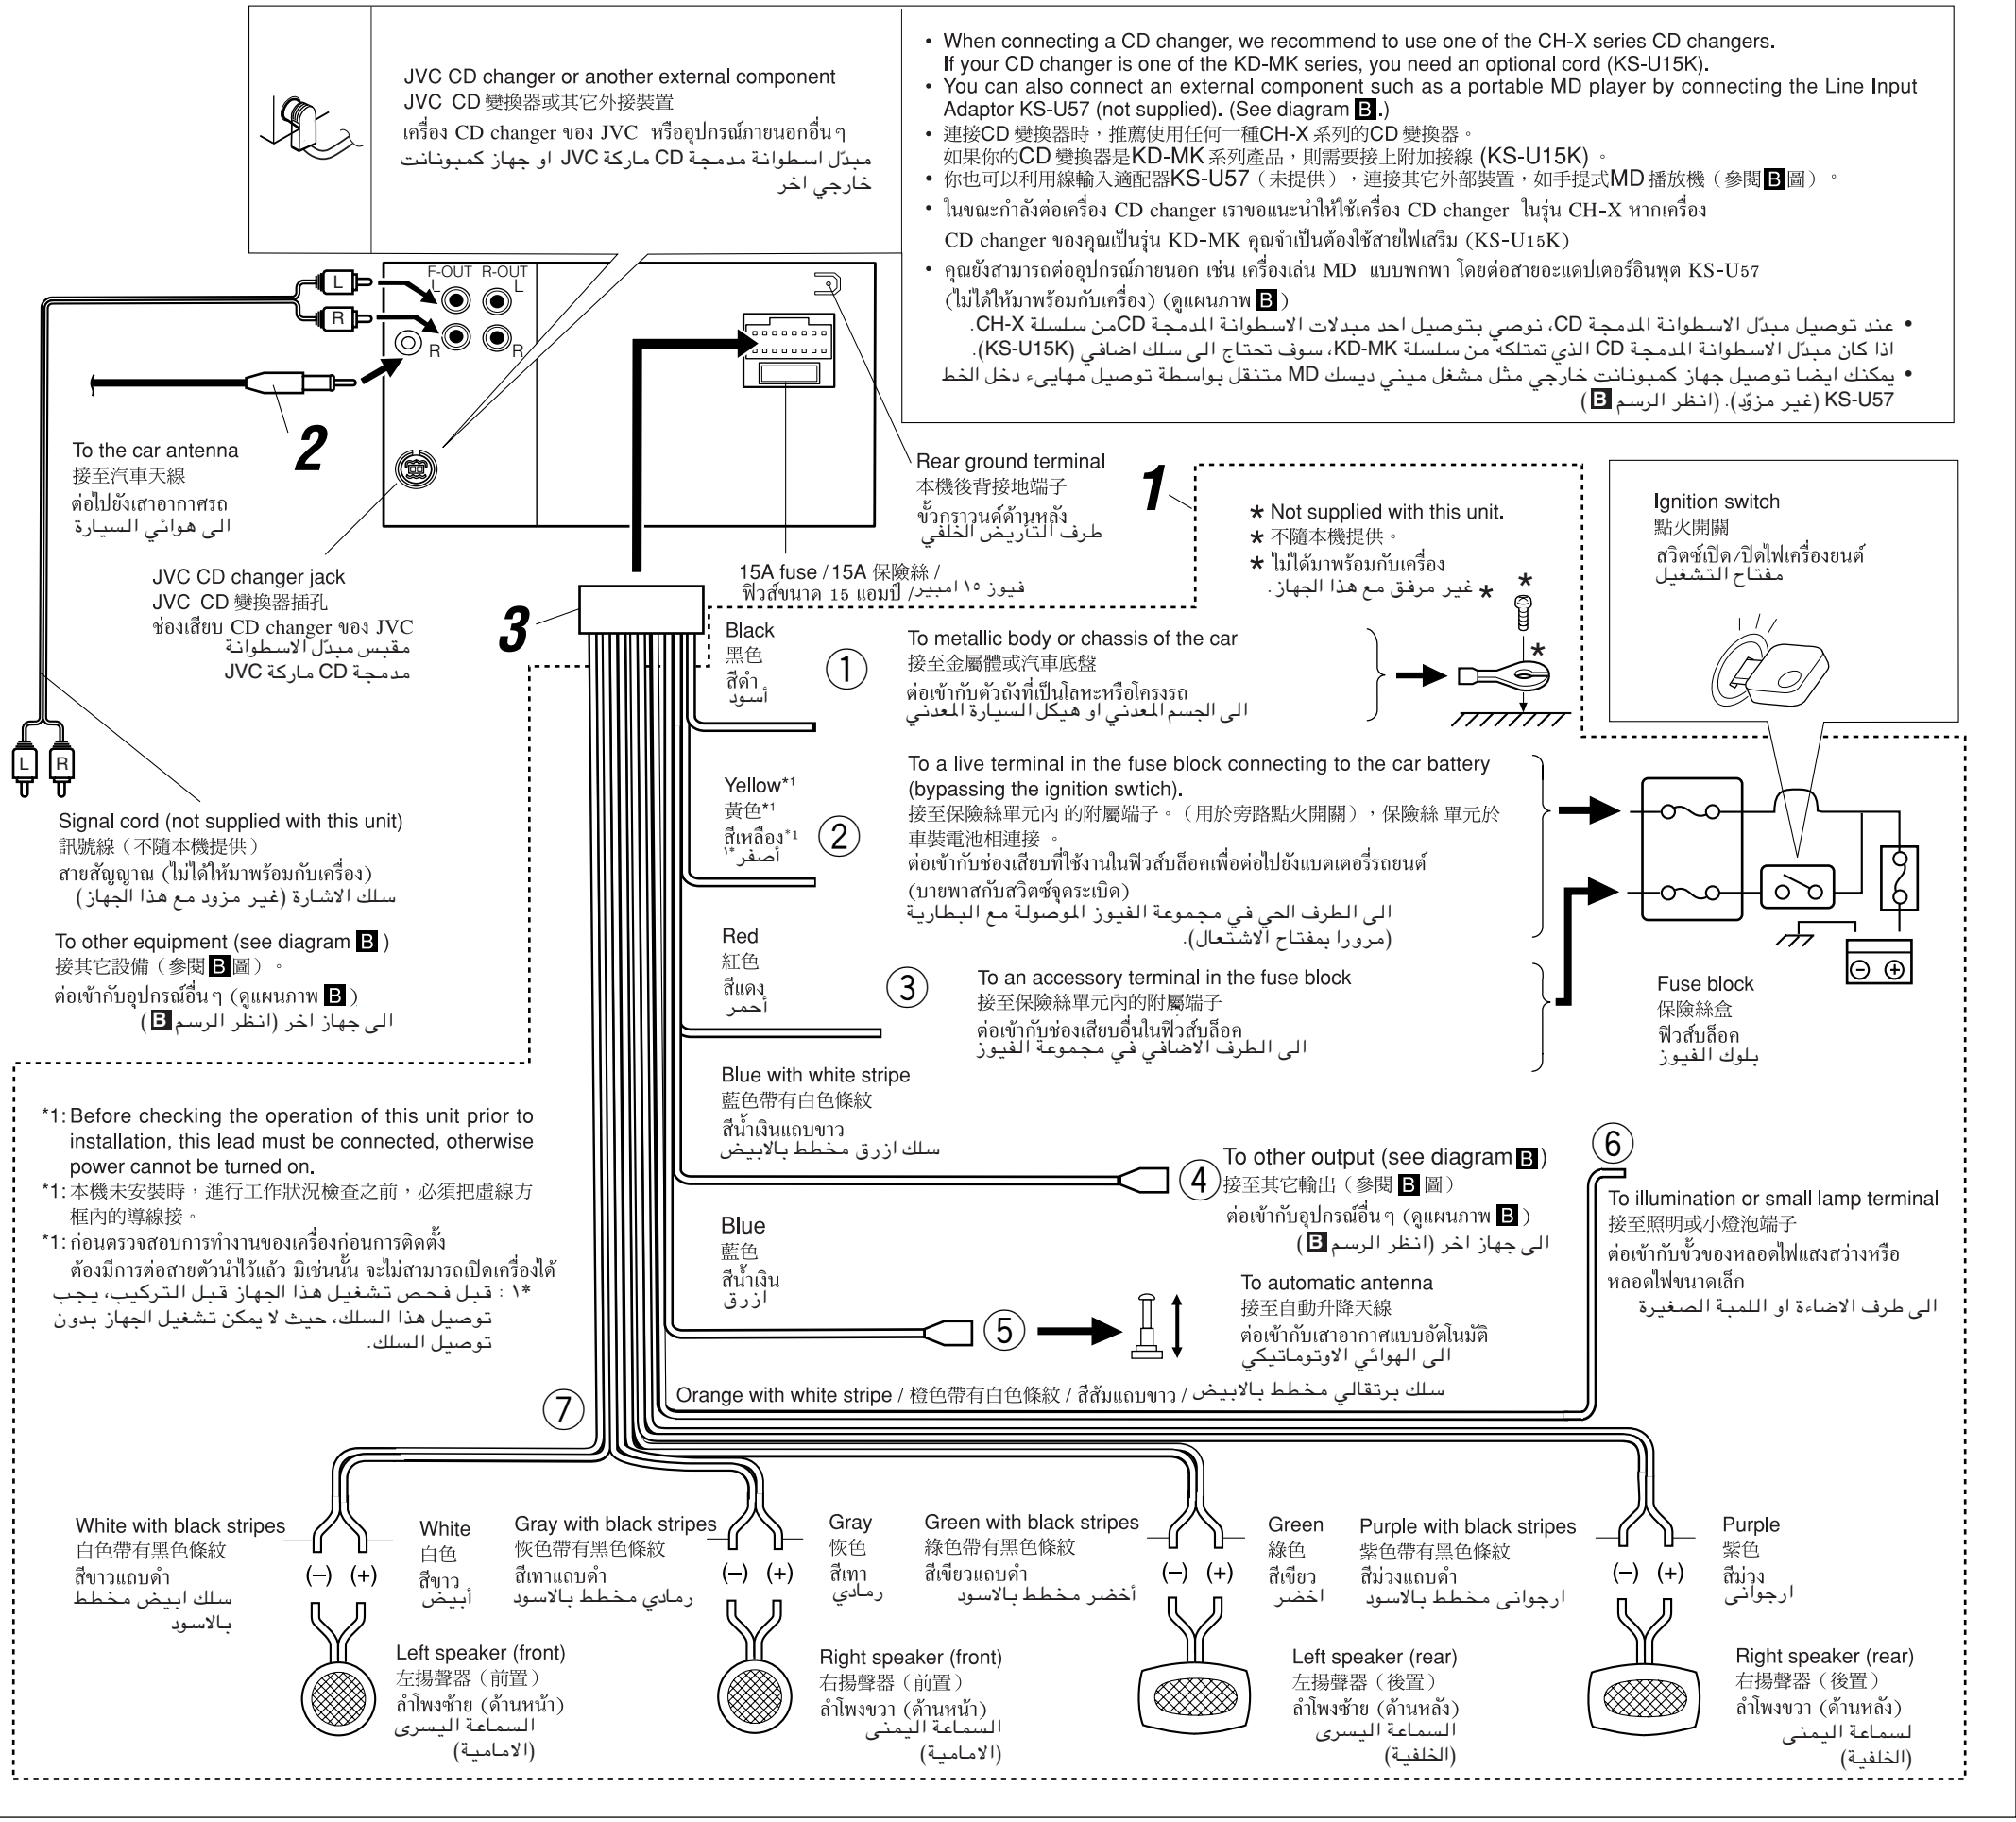 JVC CD changer or another external component
JVC CD 變換器或其它外接裝置
เครื่อง CD changer ของ JVC หรืออุปกรณ์ภายนอกอื่นๆ
مبدّل اسطوانة مدمجة CD ماركة JVC او جهاز كمبونانت
خارجي اخر
• When connecting a CD changer, we recommend to use one of the CH-X series CD changers.
If your CD changer is one of the KD-MK series, you need an optional cord (KS-U15K).
• You can also connect an external component such as a portable MD player by connecting the Line Input
Adaptor KS-U57 (not supplied). (See diagram B.)
• 連接CD 變換器時，推薦使用任何一種CH-X 系列的CD 變換器。
如果你的CD 變換器是KD-MK 系列產品，則需要接上附加接線 (KS-U15K) 。
• 你也可以利用線輸入適配器KS-U57（未提供），連接其它外部裝置，如手提式MD 播放機（參閱B圖）。
• ในขณะกำลังต่อเครื่อง CD changer เราขอแนะนำให้ใช้เครื่อง CD changer ในรุ่น CH-X หากเครื่อง
CD changer ของคุณเป็นรุ่น KD-MK คุณจำเป็นต้องใช้สายไฟเสริม (KS-U15K)
• คุณยังสามารถต่ออุปกรณ์ภายนอก เช่น เครื่องเล่น MD แบบพกพา โดยต่อสายอะแดปเตอร์อินพุต KS-U57
(ไม่ได้ให้มาพร้อมกับเครื่อง) (ดูแผนภาพ B )
• عند توصيل مبدّل الاسطوانة المدمجة CD، نوصي بتوصيل احد مبدلات الاسطوانة المدمجة CDمن سلسلة CH-X.
اذا كان مبدّل الاسطوانة المدمجة CD الذي تمتلكه من سلسلة KD-MK، سوف تحتاج الى سلك اضافي (KS-U15K).
• يمكنك ايضا توصيل جهاز كمبونانت خارجي مثل مشغل ميني ديسك MD متنقل بواسطة توصيل مهايىء دخل الخط
KS-U57 (غير مزوّد). (انظر الرسم B )
F-OUT R-OUT
L L
R R
L
R
2
To the car antenna
接至汽車天線
ต่อไปยังเสาอากาศรถ
الى هوائي السيارة
JVC CD changer jack
JVC CD 變換器插孔
ช่องเสียบ CD changer ของ JVC
مقبس مبدّل الاسطوانة
مدمجة CD ماركة JVC
Rear ground terminal
本機後背接地端子
ขั้วกราวนด์ด้านหลัง
طرف التأريض الخلفي
15A fuse / 15A 保險絲 /
ฟิวส์ขนาด 15 แอมป์ / فيوز ١٥ امبير
1
★ Not supplied with this unit.
★ 不隨本機提供。
★ ไม่ได้มาพร้อมกับเครื่อง
★ غير مرفق مع هذا الجهاز.
★
★
Ignition switch
點火開關
สวิตช์เปิด/ปิดไฟเครื่องยนต์
مفتاح التشغيل
3
Black
黑色
สีดำ
أسود
①
To metallic body or chassis of the car
接至金屬體或汽車底盤
ต่อเข้ากับตัวถังที่เป็นโลหะหรือโครงรถ
الى الجسم المعدني او هيكل السيارة المعدني
L R
Signal cord (not supplied with this unit)
訊號線（不隨本機提供）
สายสัญญาณ (ไม่ได้ให้มาพร้อมกับเครื่อง)
سلك الاشارة (غير مزود مع هذا الجهاز)
To other equipment (see diagram B )
接其它設備（參閱 B 圖）。
ต่อเข้ากับอุปกรณ์อื่นๆ (ดูแผนภาพ B )
الى جهاز اخر (انظر الرسم B )
Yellow*1
黃色*1
สีเหลือง*1
أصفر*١
②
To a live terminal in the fuse block connecting to the car battery
(bypassing the ignition swtich).
接至保險絲單元內 的附屬端子。（用於旁路點火開關），保險絲 單元於
車裝電池相連接 。
ต่อเข้ากับช่องเสียบที่ใช้งานในฟิวส์บล็อคเพื่อต่อไปยังแบตเตอรี่รถยนต์
(บายพาสกับสวิตซ์จุดระเบิด)
الى الطرف الحي في مجموعة الفيوز الموصولة مع البطارية
(مرورا بمفتاح الاشتعال).
Red
紅色
สีแดง
أحمر
③
To an accessory terminal in the fuse block
接至保險絲單元內的附屬端子
ต่อเข้ากับช่องเสียบอื่นในฟิวส์บล็อค
الى الطرف الاضافي في مجموعة الفيوز
Fuse block
保險絲盒
ฟิวส์บล็อค
بلوك الفيوز
*1: Before checking the operation of this unit prior to
installation, this lead must be connected, otherwise
power cannot be turned on.
*1: 本機未安裝時，進行工作狀況檢查之前，必須把虛線方
框內的導線接。
*1: ก่อนตรวจสอบการทำงานของเครื่องก่อนการติดตั้ง
ต้องมีการต่อสายตัวนำไว้แล้ว มิเช่นนั้น จะไม่สามารถเปิดเครื่องได้
*١ : قبل فحص تشغيل هذا الجهاز قبل التركيب، يجب
توصيل هذا السلك، حيث لا يمكن تشغيل الجهاز بدون
توصيل السلك.
Blue with white stripe
藍色帶有白色條紋
สีน้ำเงินแถบขาว
سلك ازرق مخطط بالابيض
④
To other output (see diagram B )
接至其它輸出（參閱 B 圖）
ต่อเข้ากับอุปกรณ์อื่นๆ (ดูแผนภาพ B )
الى جهاز اخر (انظر الرسم B )
Blue
藍色
สีน้ำเงิน
ازرق
⑤
To automatic antenna
接至自動升降天線
ต่อเข้ากับเสาอากาศแบบอัตโนมัติ
الى الهوائي الاوتوماتيكي
⑥
To illumination or small lamp terminal
接至照明或小燈泡端子
ต่อเข้ากับขั้วของหลอดไฟแสงสว่างหรือ
หลอดไฟขนาดเล็ก
الى طرف الاضاءة او اللمبة الصغيرة
Orange with white stripe / 橙色帶有白色條紋 / สีส้มแถบขาว / سلك برتقالي مخطط بالابيض
⑦
White with black stripes
白色帶有黑色條紋
สีขาวแถบดำ
سلك ابيض مخطط
بالاسود
(–) (+)
White
白色
สีขาว
أبيض
Left speaker (front)
左揚聲器（前置）
ลำโพงซ้าย (ด้านหน้า)
السماعة اليسرى
(الامامية)
Gray with black stripes
恢色帶有黑色條紋
สีเทาแถบดำ
رمادي مخطط بالاسود
(–) (+)
Gray
恢色
สีเทา
رمادي
Right speaker (front)
右揚聲器（前置）
ลำโพงขวา (ด้านหน้า)
السماعة اليمنى
(الامامية)
Green with black stripes
綠色帶有黑色條紋
สีเขียวแถบดำ
أخضر مخطط بالاسود
(–) (+)
Green
綠色
สีเขียว
اخضر
Left speaker (rear)
左揚聲器（後置）
ลำโพงซ้าย (ด้านหลัง)
السماعة اليسرى
(الخلفية)
Purple with black stripes
紫色帶有黑色條紋
สีม่วงแถบดำ
ارجوانى مخطط بالاسود
(–) (+)
Purple
紫色
สีม่วง
ارجوانى
Right speaker (rear)
右揚聲器（後置）
ลำโพงขวา (ด้านหลัง)
لسماعة اليمنى
(الخلفية)